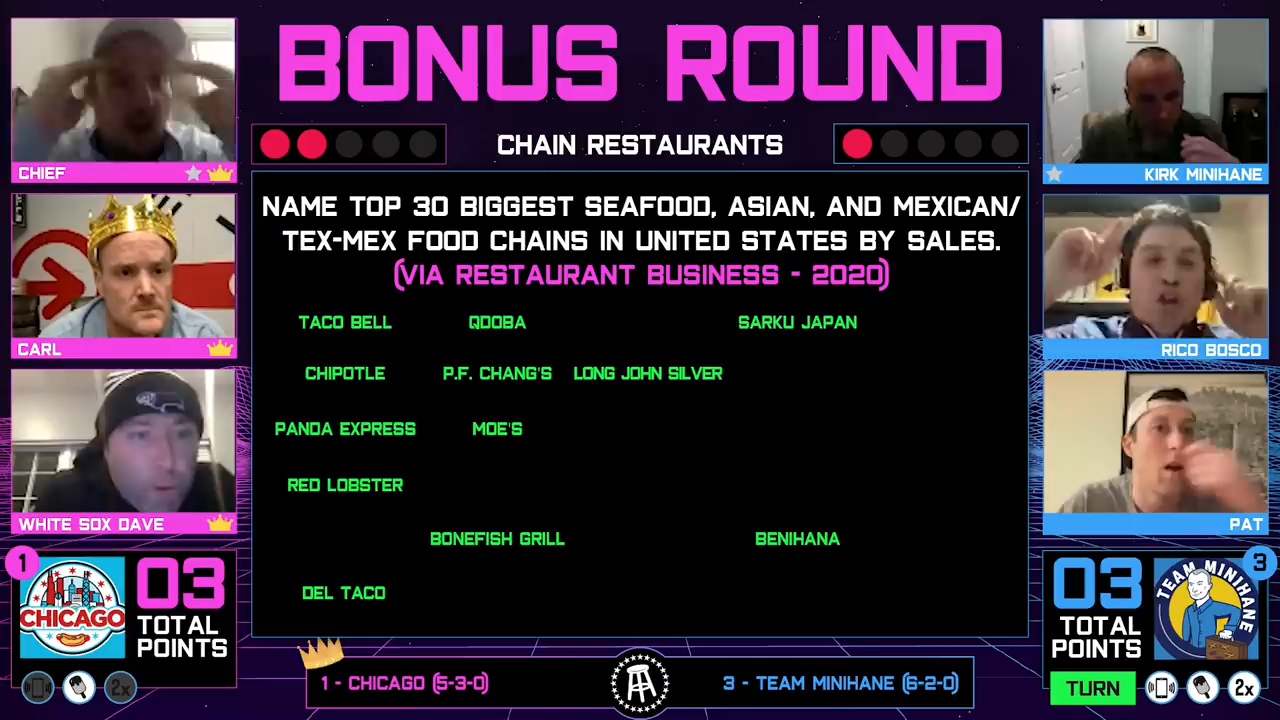 BONUS ROUND
CHAIN RESTAURANTS
NAME TOP 30 BIGGEST SEAFOOD, ASIAN, AND MEXICAN/
TEX-MEX FOOD CHAINS IN UNITED STATES BY SALES.
(VIA RESTAURANT BUSINESS - 2020)
TACO BELL QDOBA SARKU JAPAN
CHIPOTLE P.F. CHANG'S LONG JOHN SILVER
PANDA EXPRESS MOE'S
RED LOBSTER
BONEFISH GRILL BENIHANA
DEL TACO
CHIEF
CARL
WHITE SOX DAVE
KIRK MINIHANE
RICO BOSCO
PAT
1
CHICAGO
03
TOTAL
POINTS
2x
1 - CHICAGO (5-3-0)
3 - TEAM MINIHANE (6-2-0)
03
TOTAL
POINTS
3
TEAM MINIHANE
TURN
2x